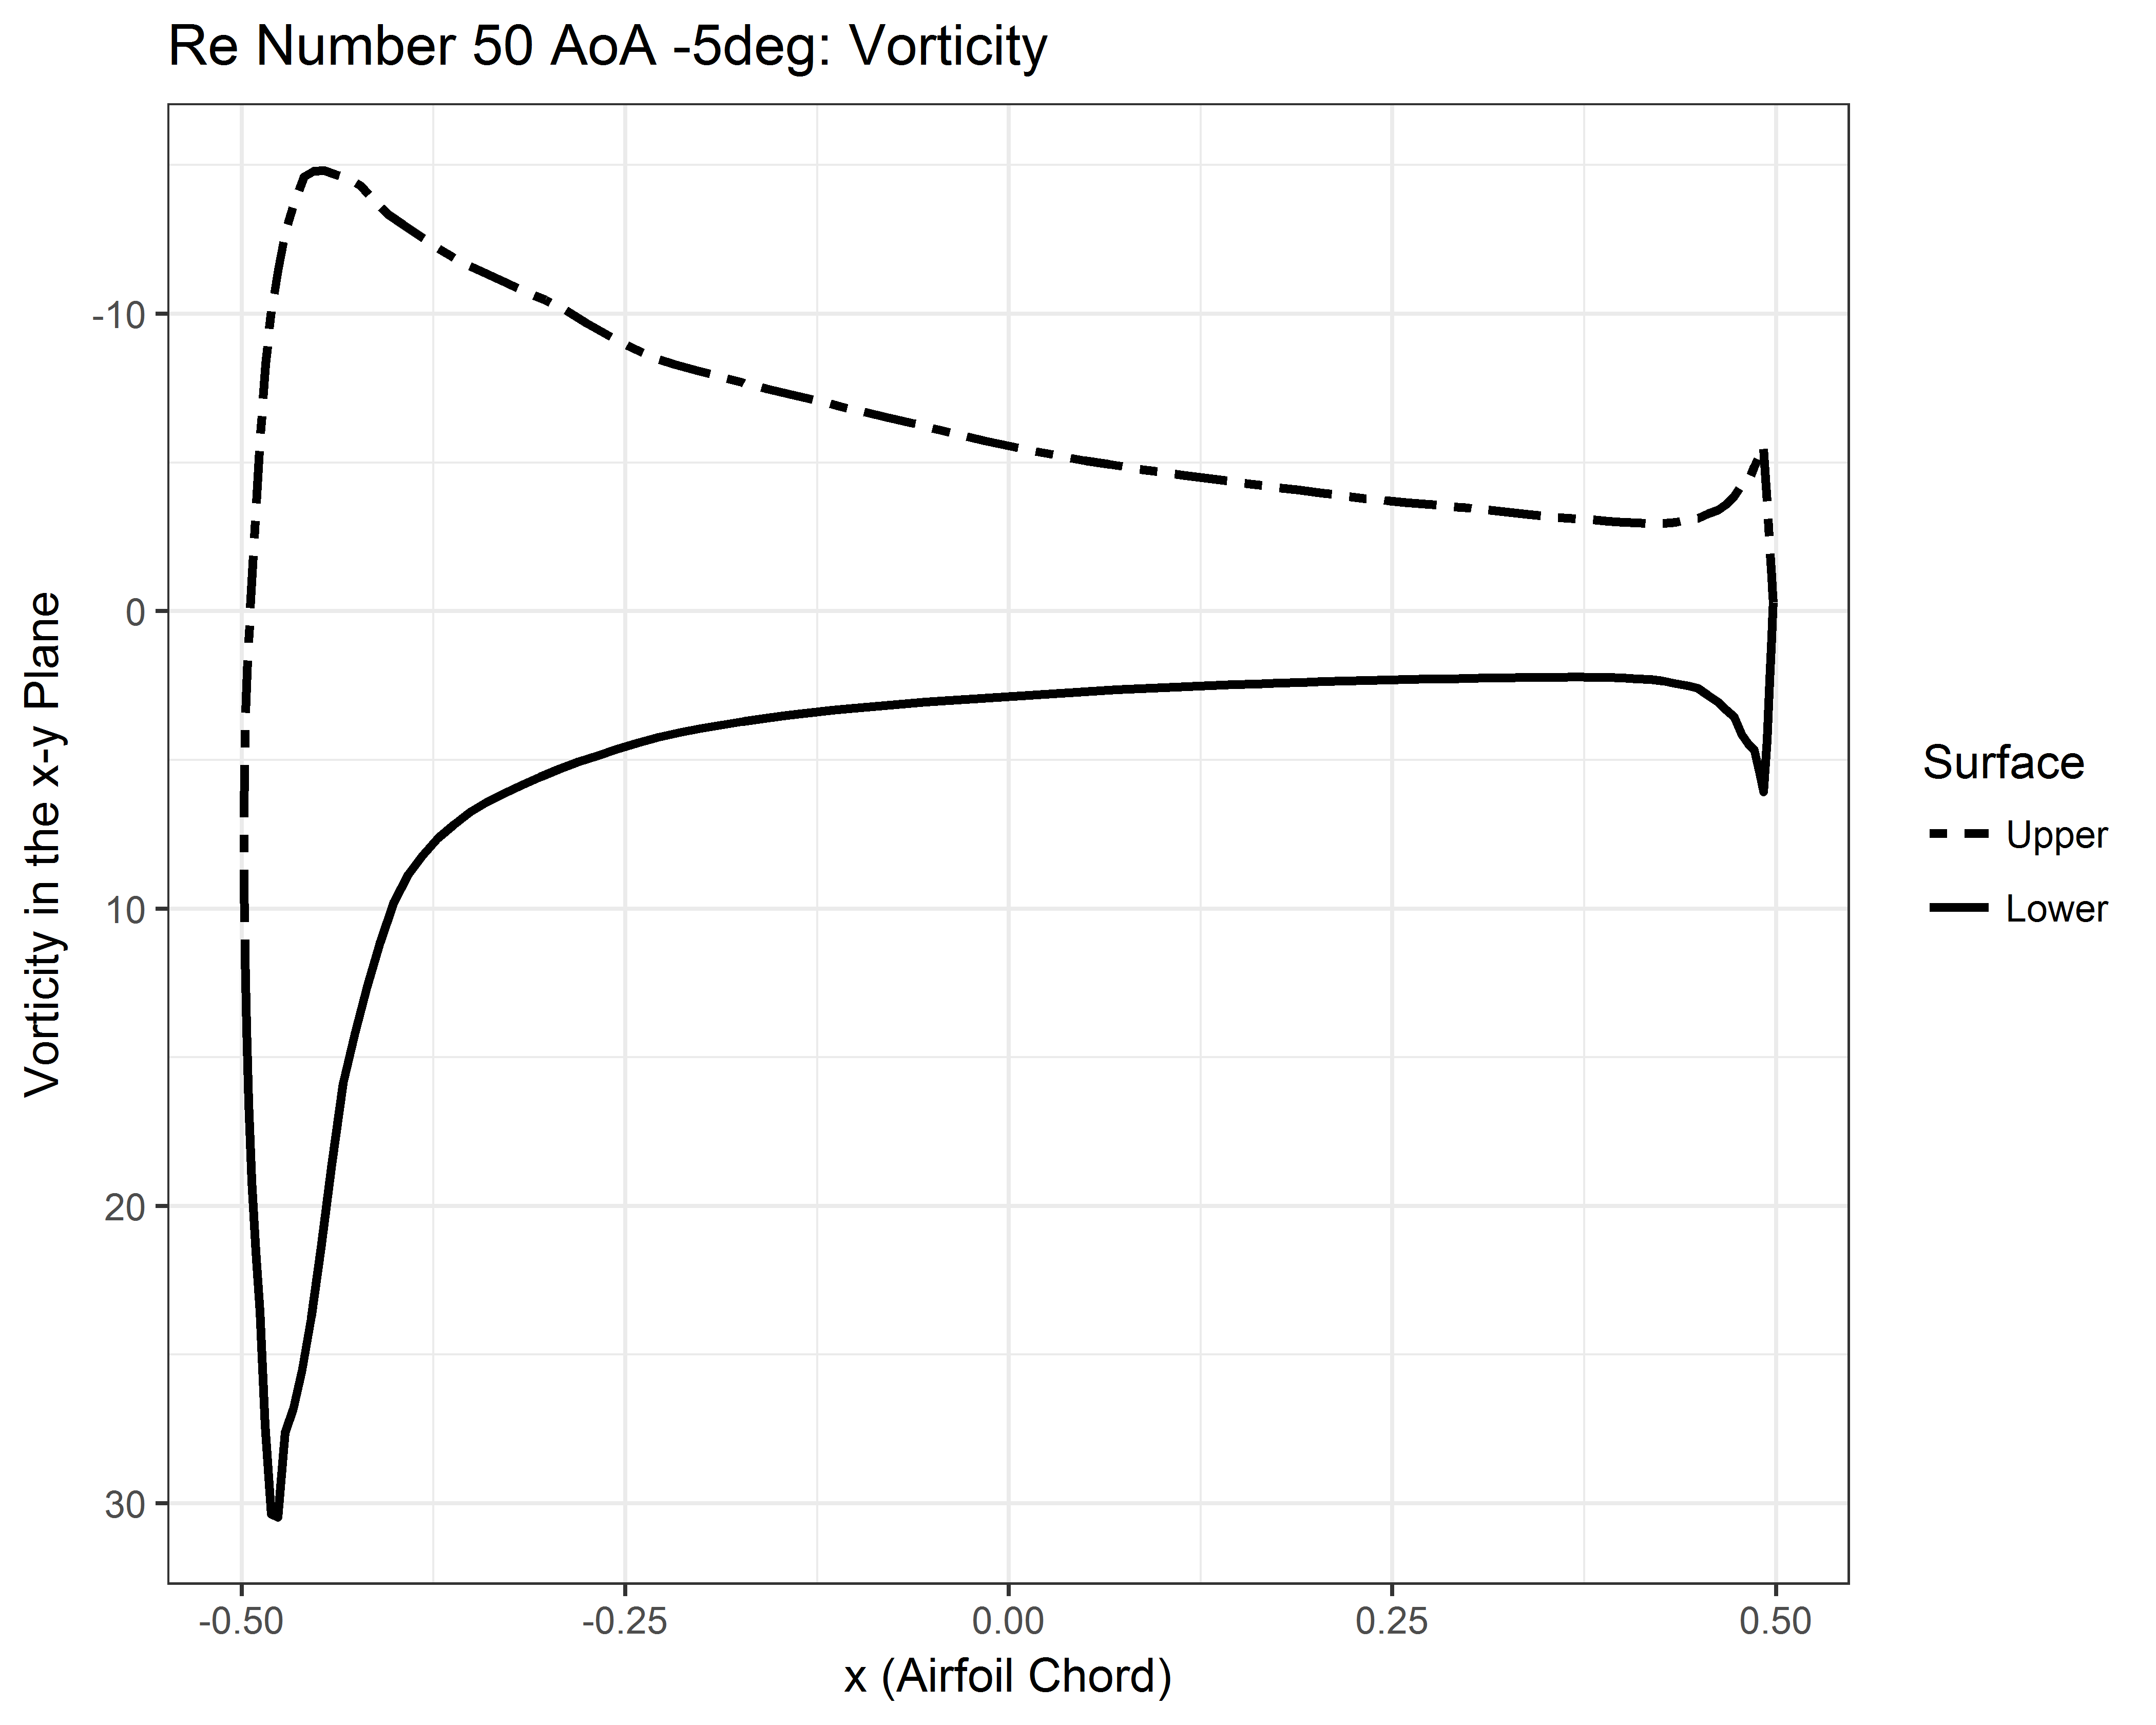 Re Number 50 AoA -5deg: Vorticity
Vorticity in the x-y Plane
-10
0
10
20
30
-0.50 -0.25 0.00 0.25 0.50
x (Airfoil Chord)
Surface
Upper
Lower